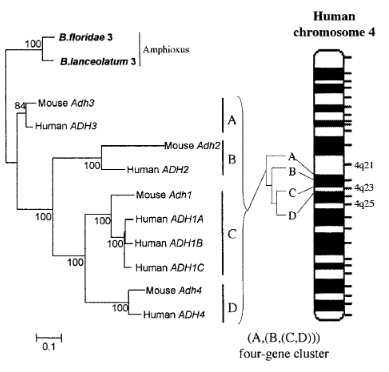 Human
chromosome 4
100
B.floridae 3
B.lanceolatum 3
Amphioxus
84
Mouse Adh3
Human ADH3
A
Mouse Adh2
Human ADH2
B
100
100
100
Mouse Adh1
Human ADH1A
Human ADH1B
Human ADH1C
C
100
100
100
Mouse Adh4
Human ADH4
D
A
B
C
D
4q21
4q23
4q25
0.1
(A,(B,(C,D)))
four-gene cluster